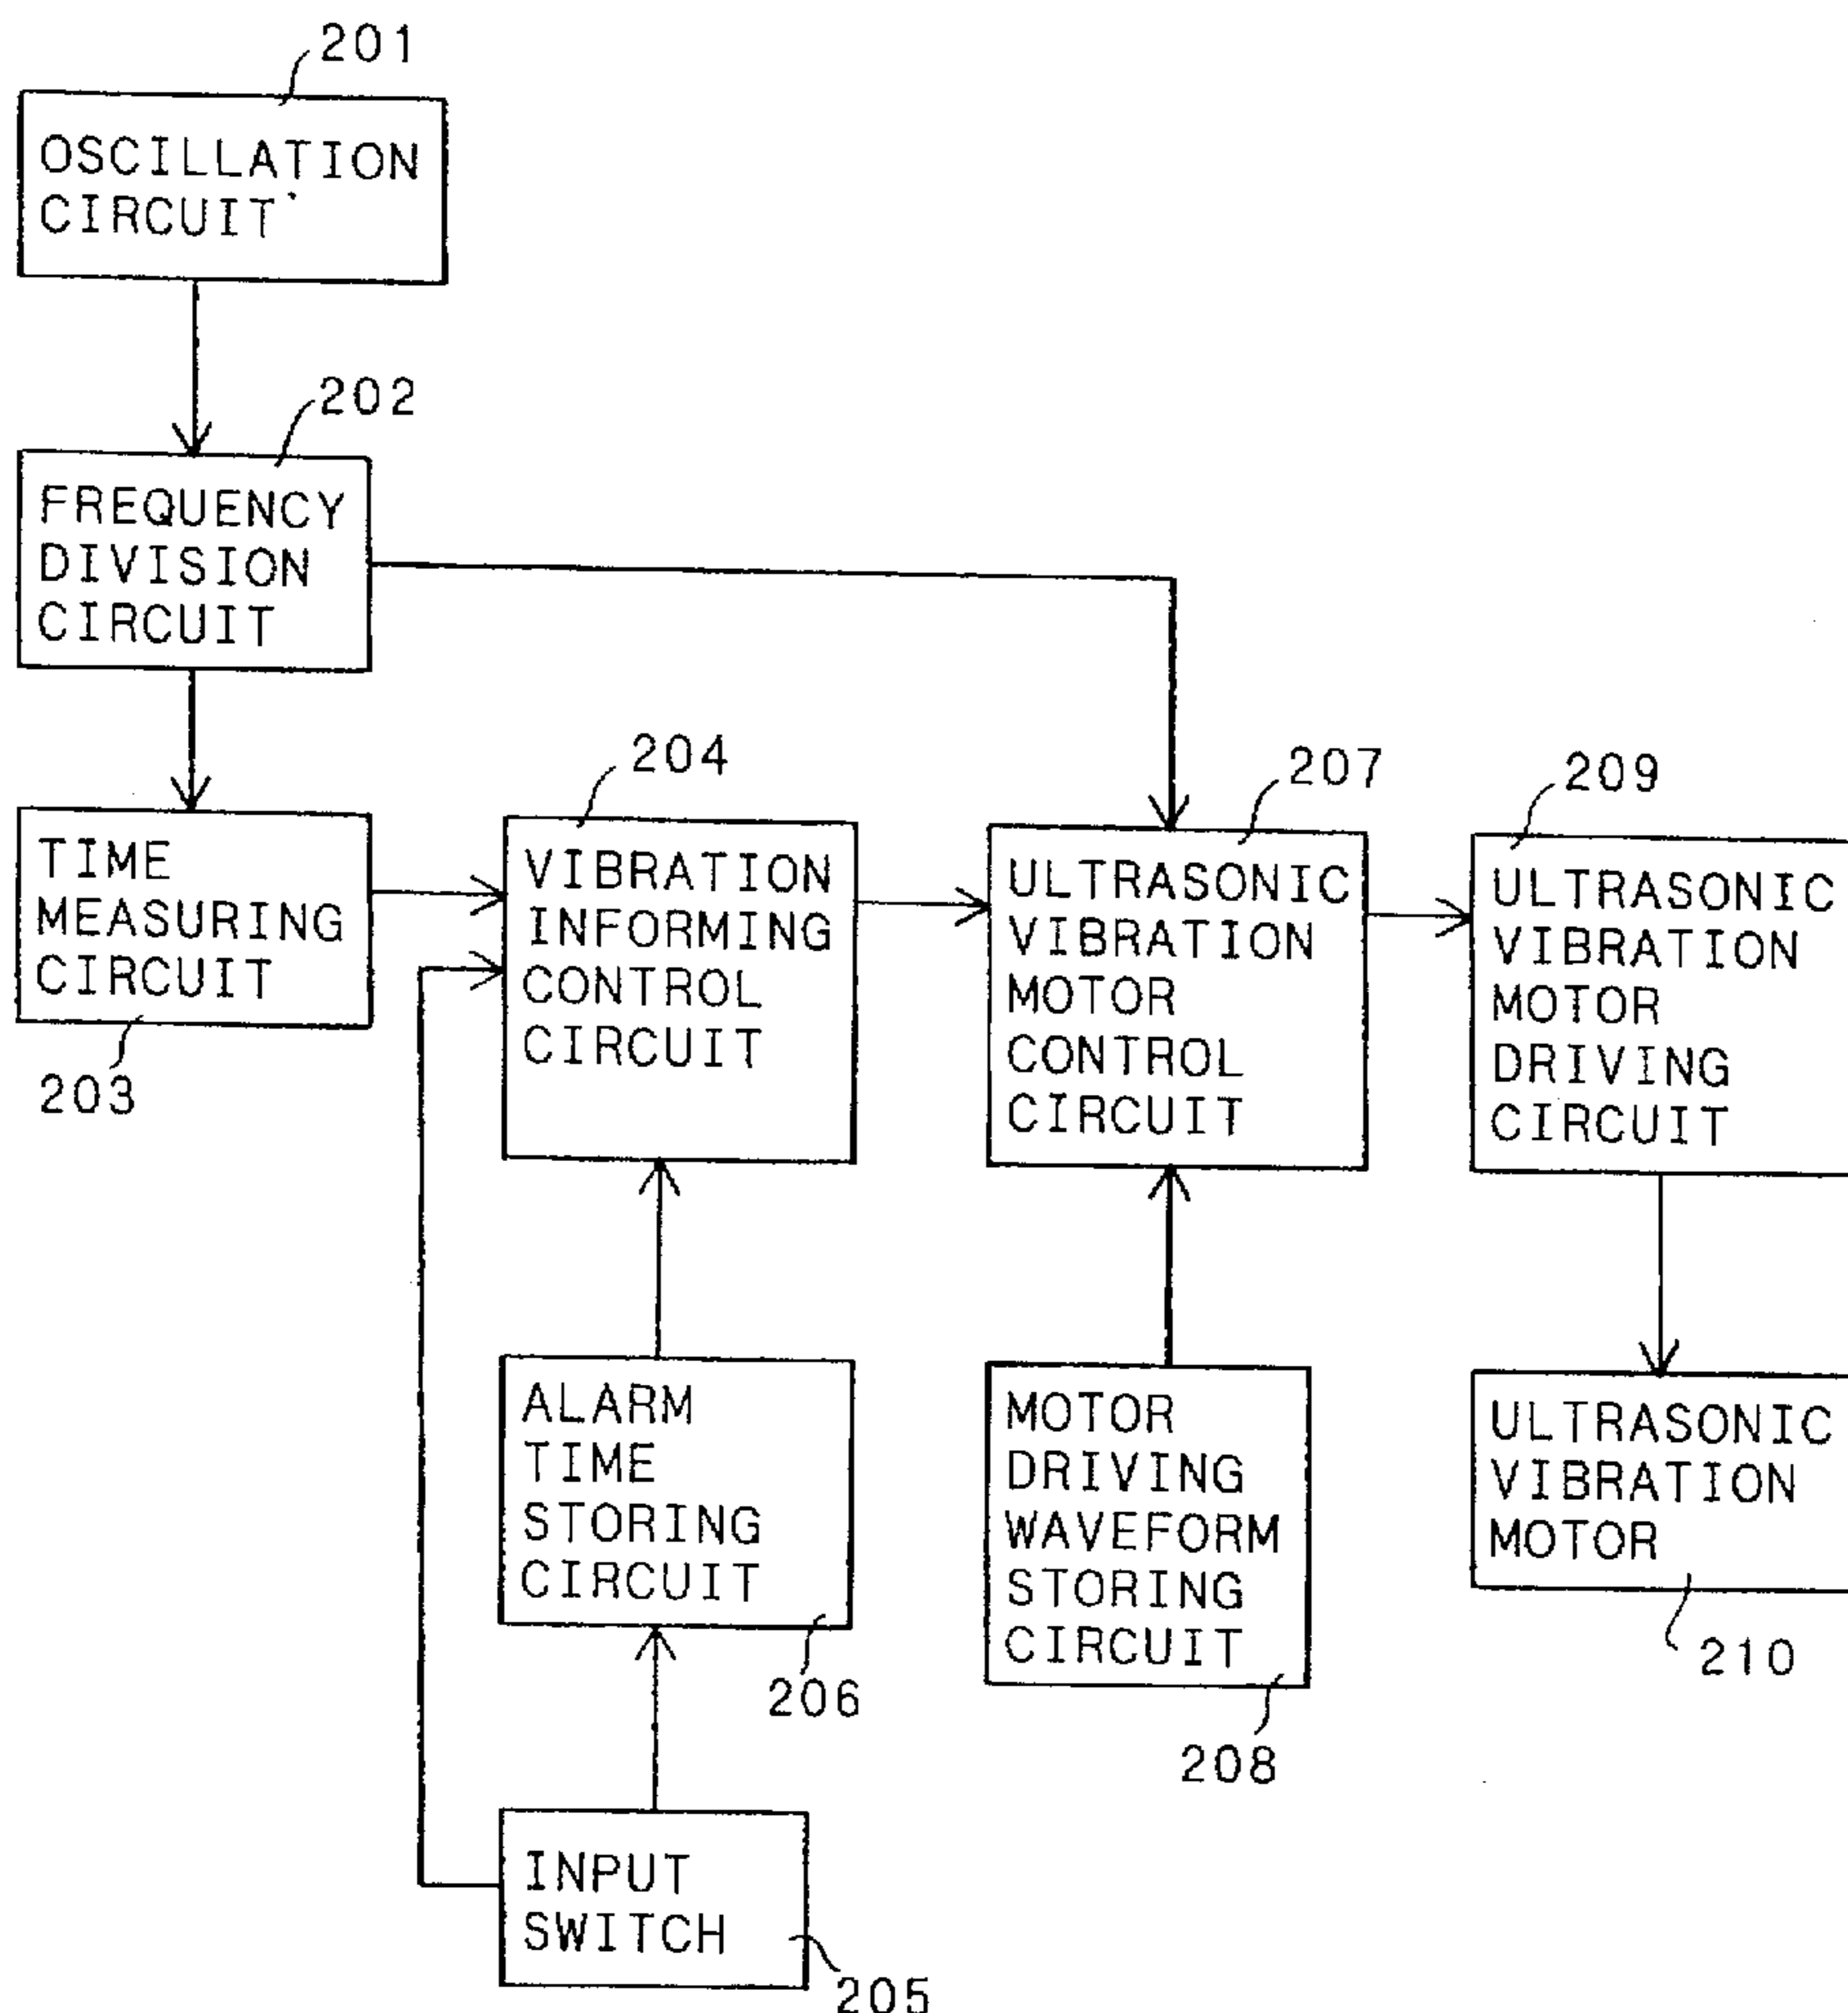 201
OSCILLATION
CIRCUIT
202
FREQUENCY
DIVISION
CIRCUIT
TIME
MEASURING
CIRCUIT
203
204
VIBRATION
INFORMING
CONTROL
CIRCUIT
207
ULTRASONIC
VIBRATION
MOTOR
CONTROL
CIRCUIT
209
ULTRASONIC
VIBRATION
MOTOR
DRIVING
CIRCUIT
ALARM
TIME
STORING
CIRCUIT
206
MOTOR
DRIVING
WAVEFORM
STORING
CIRCUIT
208
ULTRASONIC
VIBRATION
MOTOR
210
INPUT
SWITCH
205